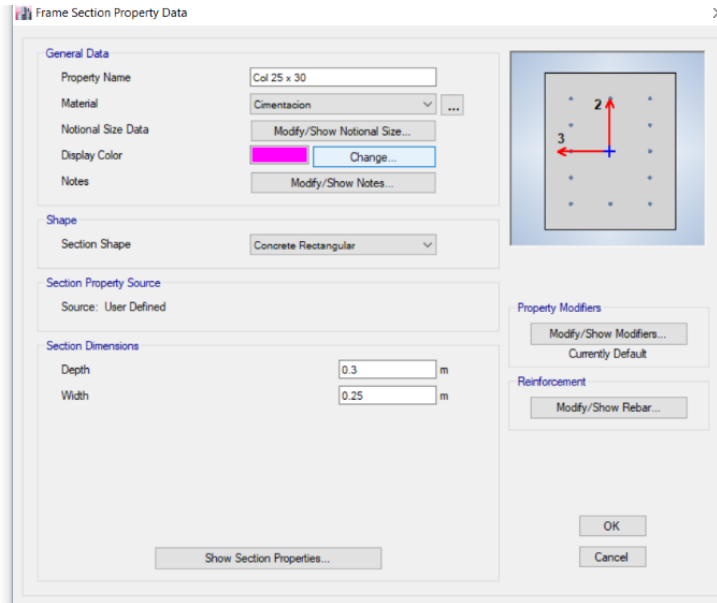 Frame Section Property Data
General Data
Property Name Col 25 x 30
Material Cimentacion ...
Notional Size Data Modify/Show Notional Size...
Display Color Change...
Notes Modify/Show Notes...
Shape
Section Shape Concrete Rectangular
Section Property Source
Source: User Defined
Section Dimensions
Depth 0.3 m
Width 0.25 m
Show Section Properties...
2
3
Property Modifiers
Modify/Show Modifiers...
Currently Default
Reinforcement
Modify/Show Rebar...
OK
Cancel